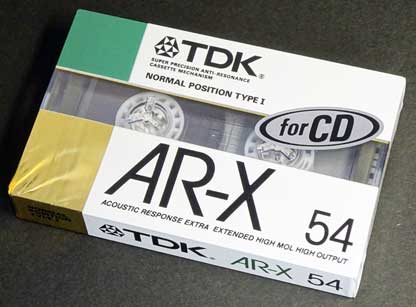 TDK®
SUPER PRECISION ANTI-RESONANCE
CASSETTE MECHANISM
NORMAL POSITION TYPE I
for CD
AR-X 54
ACOUSTIC RESPONSE EXTRA EXTENDED HIGH MOL HIGH OUTPUT
TDK. AR-X 54